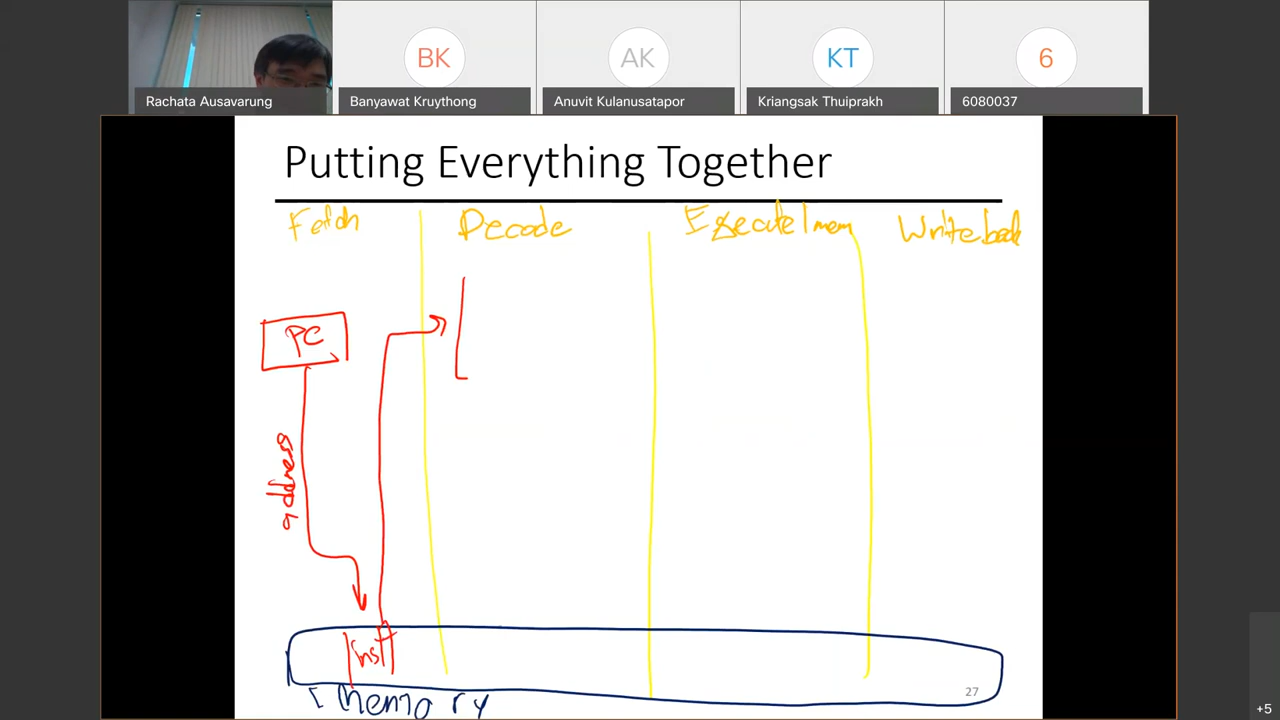 BK AK KT 6
Rachata Ausavarung Banyawat Kruythong Anuvit Kulanusatapor Kriangsak Thuiprakh 6080037
Putting Everything Together
Fetch Decode Execute/mem Writeback
PC
address
inst
Memory
27
+5